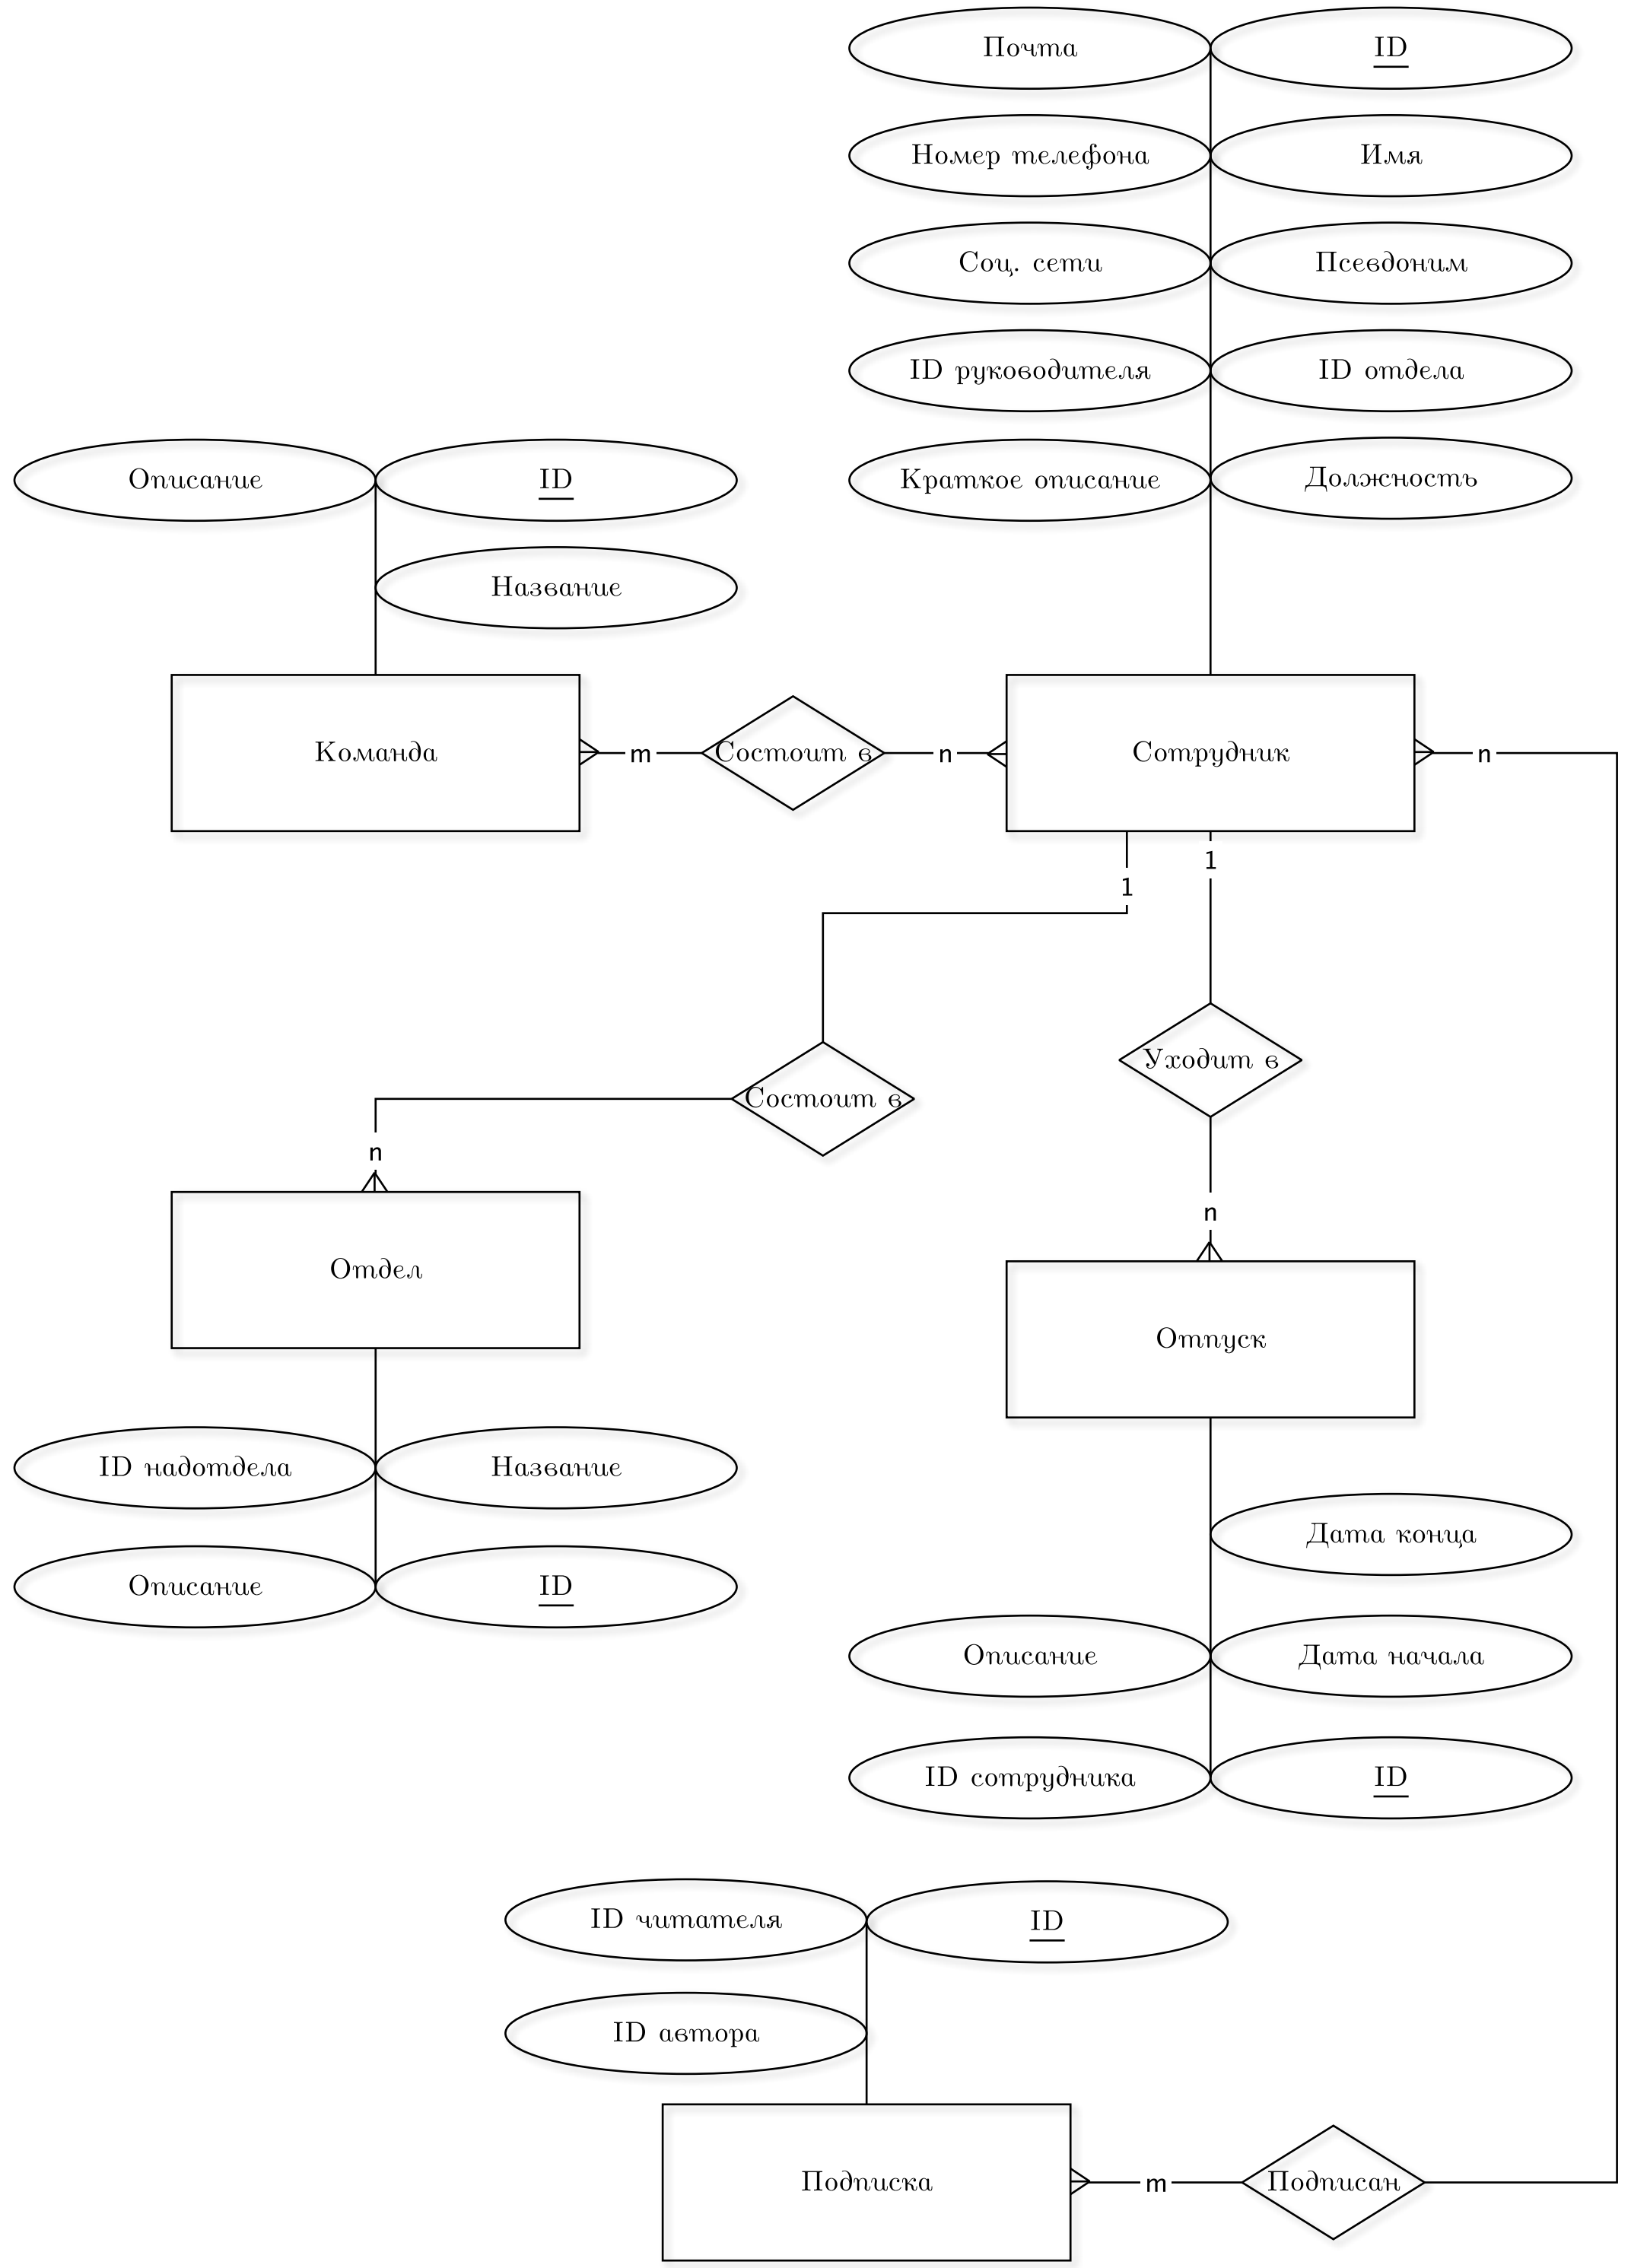 Почта
ID
Номер телефона
Имя
Соц. сети
Псевдоним
ID руководителя
ID отдела
Краткое описание
Должность
Описание
ID
Название
Команда
m
Состоит в
n
Сотрудник
n
1
1
Уходит в
Состоит в
n
n
Отдел
Отпуск
ID надотдела
Название
Дата конца
Описание
ID
Описание
Дата начала
ID сотрудника
ID
ID читателя
ID
ID автора
Подписка
m
Подписан